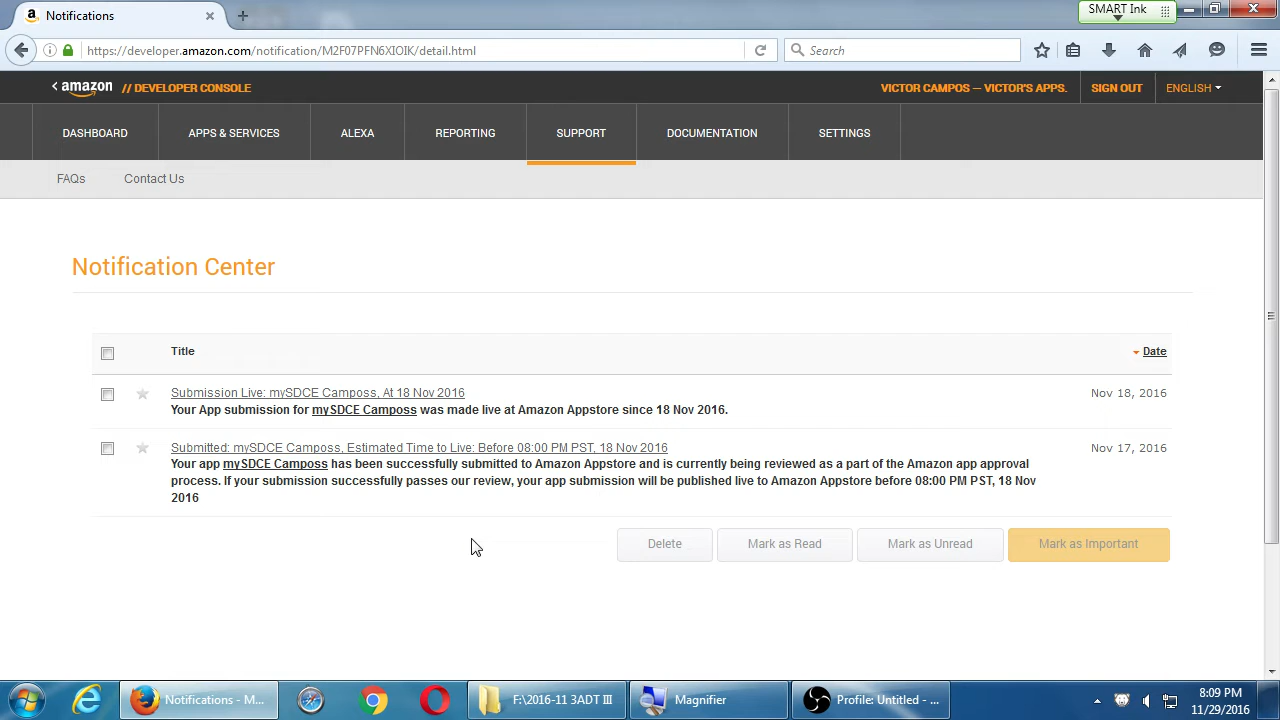 Notifications
SMART Ink
https://developer.amazon.com/notification/M2F07PFN6XIOIK/detail.html
Search
amazon // DEVELOPER CONSOLE
VICTOR CAMPOS — VICTOR'S APPS.
SIGN OUT
ENGLISH
DASHBOARD
APPS & SERVICES
ALEXA
REPORTING
SUPPORT
DOCUMENTATION
SETTINGS
FAQs
Contact Us
Notification Center
Title
Date
Submission Live: mySDCE Camposs, At 18 Nov 2016
Nov 18, 2016
Your App submission for mySDCE Camposs was made live at Amazon Appstore since 18 Nov 2016.
Submitted: mySDCE Camposs, Estimated Time to Live: Before 08:00 PM PST, 18 Nov 2016
Nov 17, 2016
Your app mySDCE Camposs has been successfully submitted to Amazon Appstore and is currently being reviewed as a part of the Amazon app approval
process. If your submission successfully passes our review, your app submission will be published live to Amazon Appstore before 08:00 PM PST, 18 Nov
2016
Delete
Mark as Read
Mark as Unread
Mark as Important
Notifications - M...
F:\2016-11 3ADT III
Magnifier
Profile: Untitled - ...
8:09 PM
11/29/2016